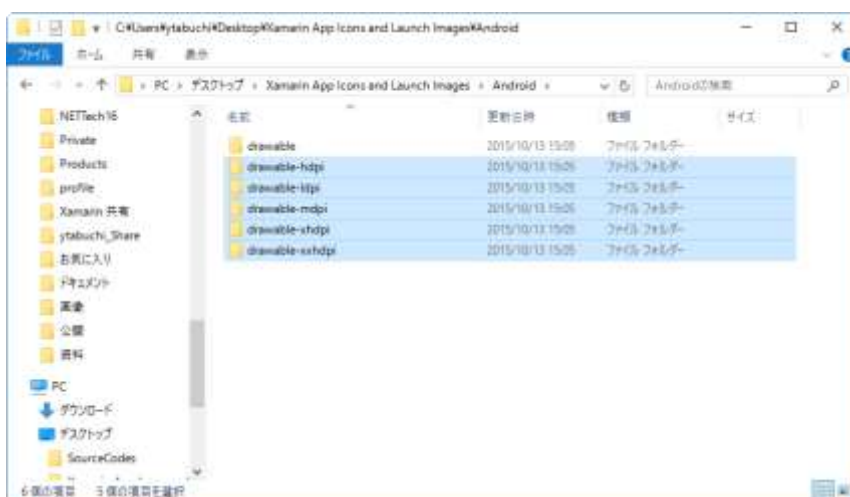 C:¥Users¥ytabuchi¥Desktop¥Xamarin App Icons and Launch Images¥Android
ファイル ホーム 共有 表示
PC › デスクトップ › Xamarin App Icons and Launch Images › Android › Androidの検索
NETTech16
Private
Products
profile
Xamarin 共有
ytabuchi_Share
お気に入り
ドキュメント
画像
公開
資料
PC
ダウンロード
デスクトップ
SourceCodes
名前 更新日時 種類 サイズ
drawable 2015/10/13 15:05 ファイル フォルダー
drawable-hdpi 2015/10/13 15:05 ファイル フォルダー
drawable-ldpi 2015/10/13 15:05 ファイル フォルダー
drawable-mdpi 2015/10/13 15:05 ファイル フォルダー
drawable-xhdpi 2015/10/13 15:05 ファイル フォルダー
drawable-xxhdpi 2015/10/13 15:05 ファイル フォルダー
6 個の項目 5 個の項目を選択